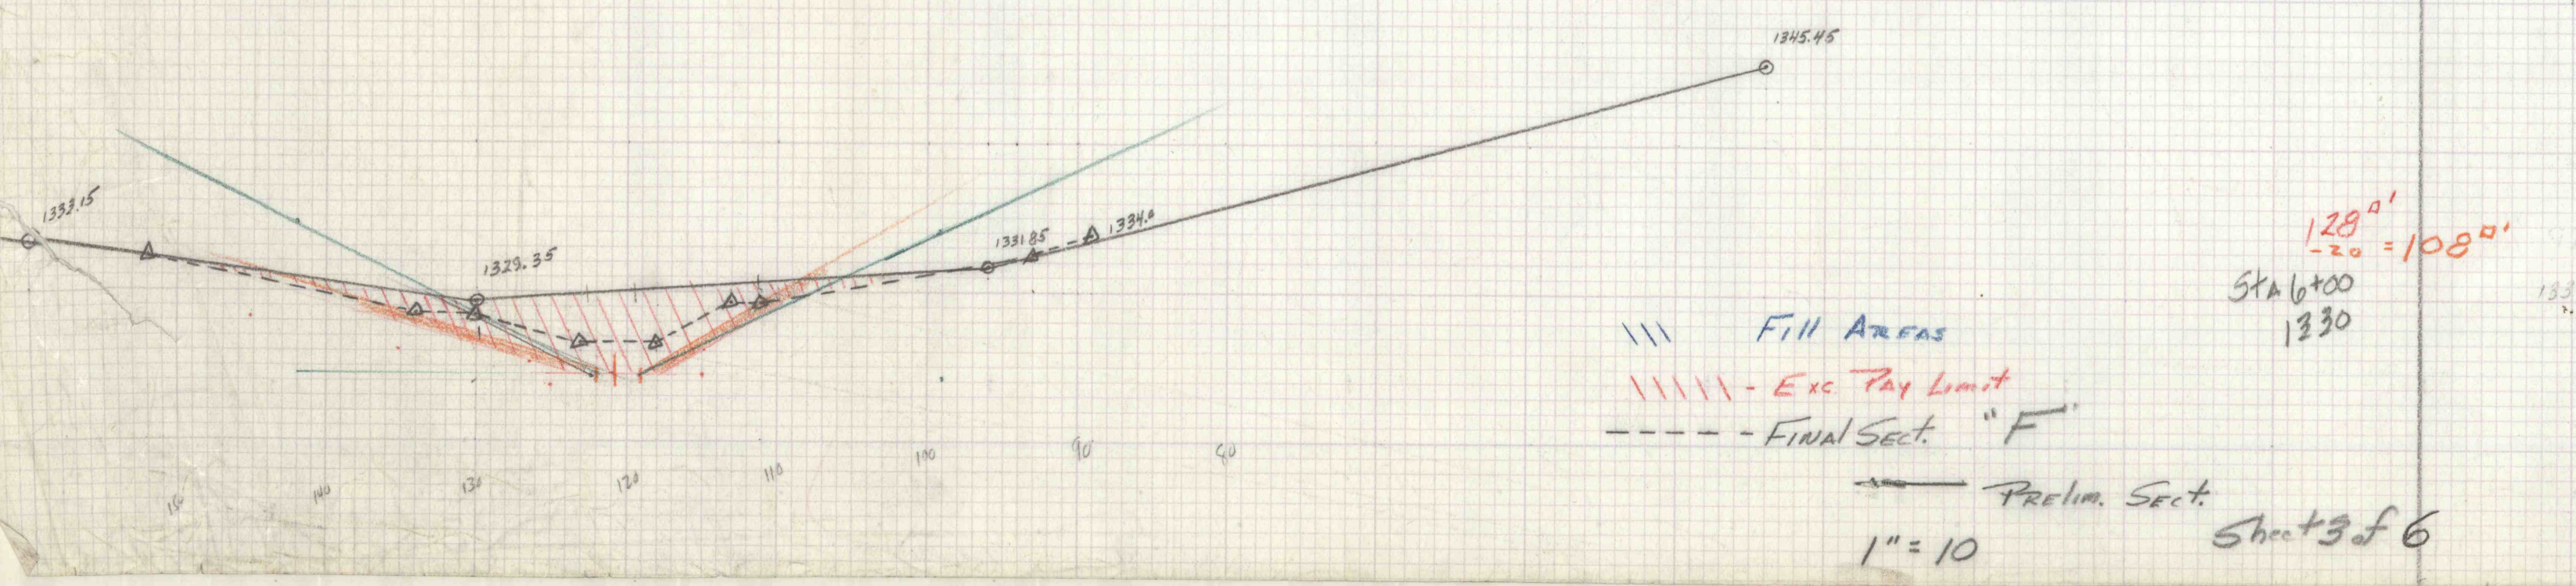 1345.45
1333.15
1329.35
1331.85
1334.0
128 □'
-20 = 108 □'
Sta 6+00
1330
Fill Areas
- Exc Pay Limit
- Final Sect. "F"
Prelim. Sect.
1" = 10
Sheet 3 of 6
150 140 130 120 110 100 90 80